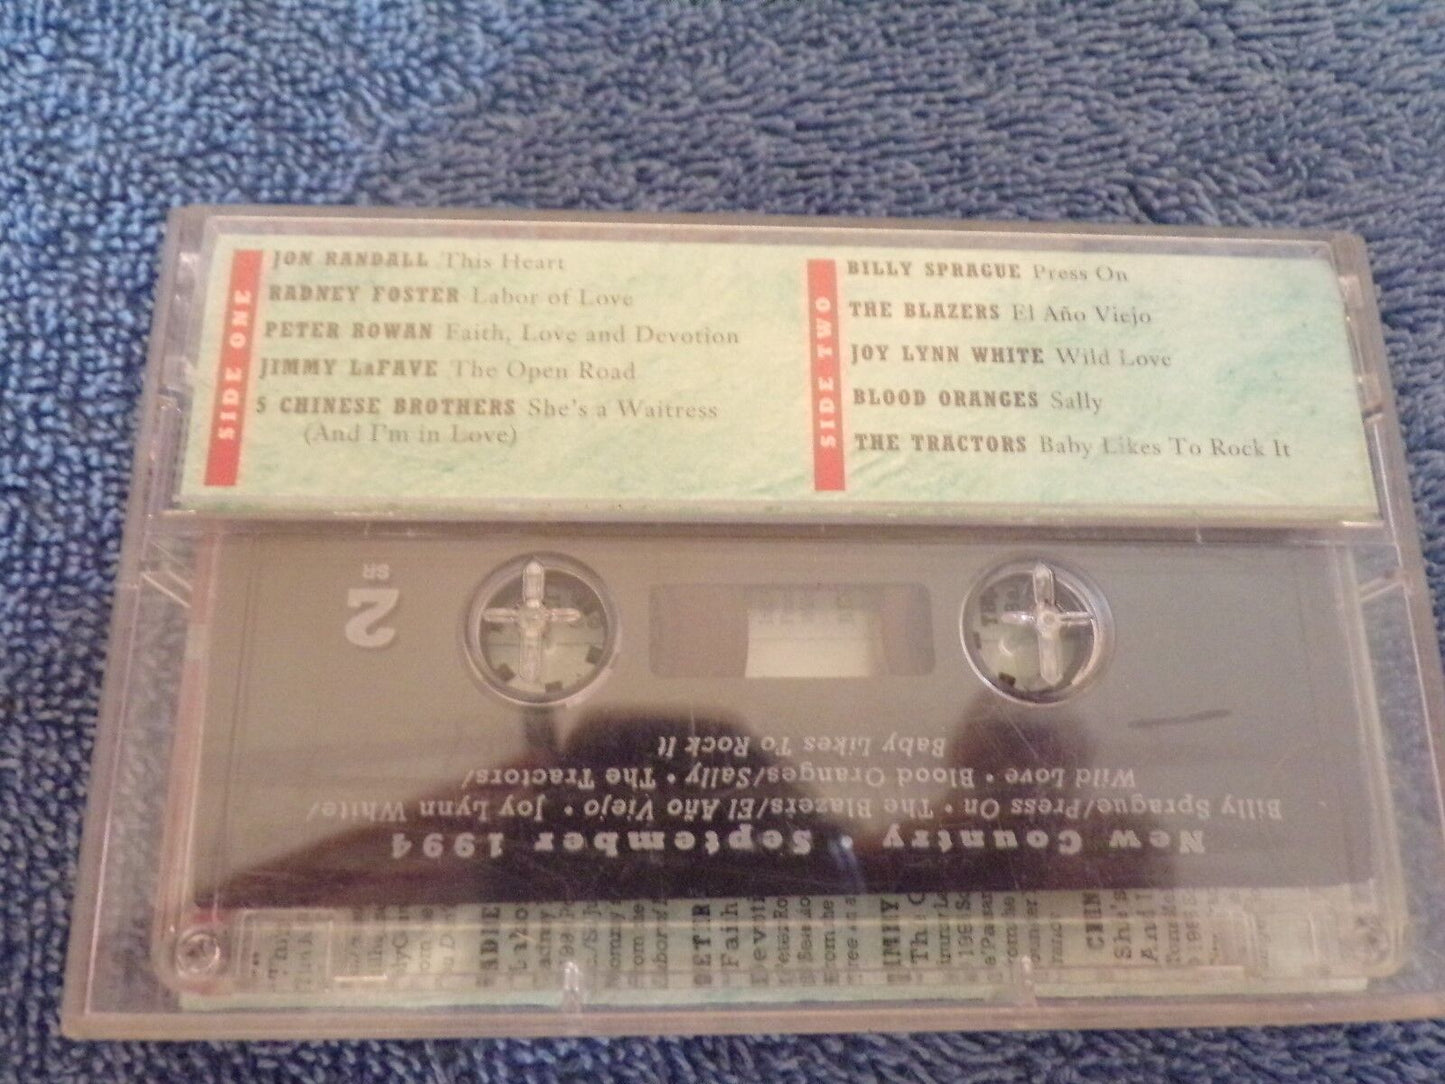 SIDE ONE
JON RANDALL This Heart
RADNEY FOSTER Labor of Love
PETER ROWAN Faith, Love and Devotion
JIMMY LaFAVE The Open Road
5 CHINESE BROTHERS She's a Waitress
(And I'm in Love)
SIDE TWO
BILLY SPRAGUE Press On
THE BLAZERS El Año Viejo
JOY LYNN WHITE Wild Love
BLOOD ORANGES Sally
THE TRACTORS Baby Likes To Rock It
2
SR
New Country • September 1994
Billy Sprague/Press On • The Blazers/El Año Viejo • Joy Lynn White/
Wild Love • Blood Oranges/Sally • The Tractors/
Baby Likes To Rock It